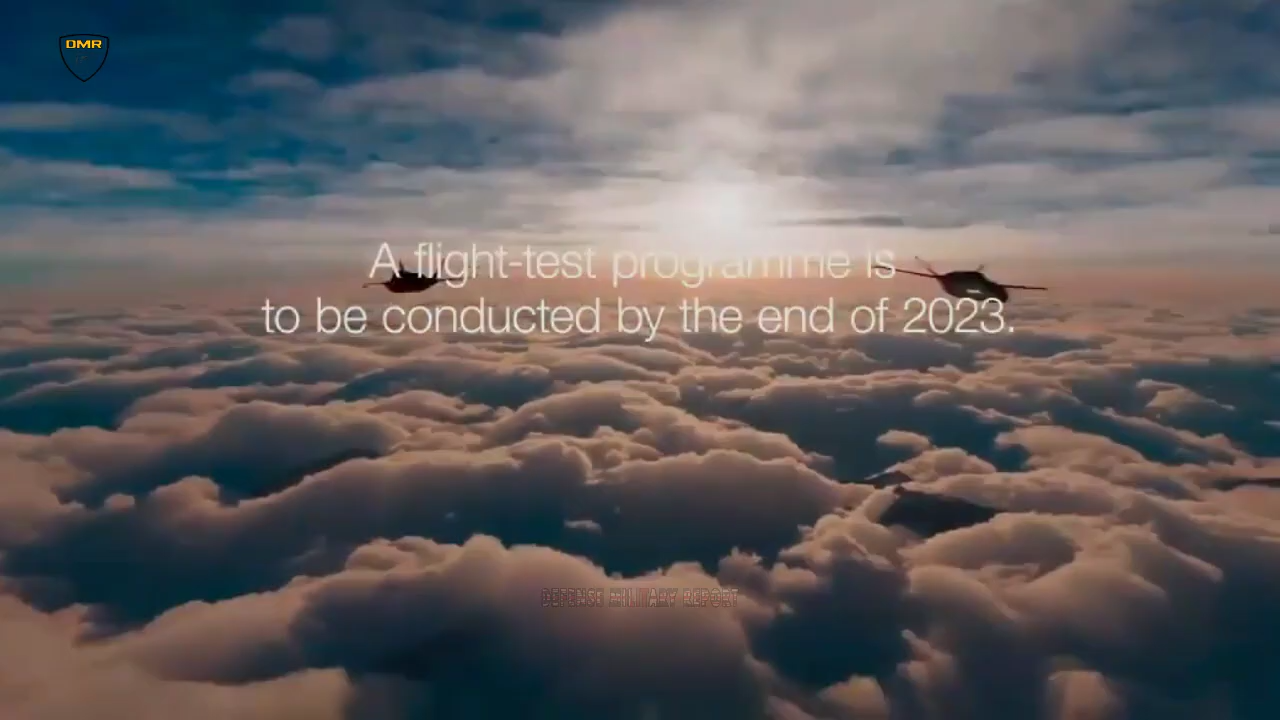 DMR
A flight-test programme is
to be conducted by the end of 2023.
DEFENSE MILITARY REPORT